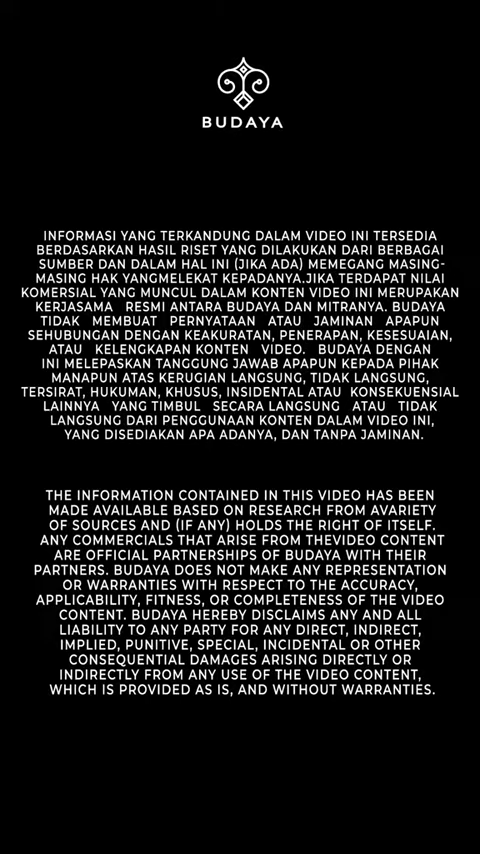 BUDAYA
INFORMASI YANG TERKANDUNG DALAM VIDEO INI TERSEDIA
BERDASARKAN HASIL RISET YANG DILAKUKAN DARI BERBAGAI
SUMBER DAN DALAM HAL INI (JIKA ADA) MEMEGANG MASING-
MASING HAK YANGMELEKAT KEPADANYA.JIKA TERDAPAT NILAI
KOMERSIAL YANG MUNCUL DALAM KONTEN VIDEO INI MERUPAKAN
KERJASAMA RESMI ANTARA BUDAYA DAN MITRANYA. BUDAYA
TIDAK MEMBUAT PERNYATAAN ATAU JAMINAN APAPUN
SEHUBUNGAN DENGAN KEAKURATAN, PENERAPAN, KESESUAIAN,
ATAU KELENGKAPAN KONTEN VIDEO. BUDAYA DENGAN
INI MELEPASKAN TANGGUNG JAWAB APAPUN KEPADA PIHAK
MANAPUN ATAS KERUGIAN LANGSUNG, TIDAK LANGSUNG,
TERSIRAT, HUKUMAN, KHUSUS, INSIDENTAL ATAU KONSEKUENSIAL
LAINNYA YANG TIMBUL SECARA LANGSUNG ATAU TIDAK
LANGSUNG DARI PENGGUNAAN KONTEN DALAM VIDEO INI,
YANG DISEDIAKAN APA ADANYA, DAN TANPA JAMINAN.
THE INFORMATION CONTAINED IN THIS VIDEO HAS BEEN
MADE AVAILABLE BASED ON RESEARCH FROM AVARIETY
OF SOURCES AND (IF ANY) HOLDS THE RIGHT OF ITSELF.
ANY COMMERCIALS THAT ARISE FROM THEVIDEO CONTENT
ARE OFFICIAL PARTNERSHIPS OF BUDAYA WITH THEIR
PARTNERS. BUDAYA DOES NOT MAKE ANY REPRESENTATION
OR WARRANTIES WITH RESPECT TO THE ACCURACY,
APPLICABILITY, FITNESS, OR COMPLETENESS OF THE VIDEO
CONTENT. BUDAYA HEREBY DISCLAIMS ANY AND ALL
LIABILITY TO ANY PARTY FOR ANY DIRECT, INDIRECT,
IMPLIED, PUNITIVE, SPECIAL, INCIDENTAL OR OTHER
CONSEQUENTIAL DAMAGES ARISING DIRECTLY OR
INDIRECTLY FROM ANY USE OF THE VIDEO CONTENT,
WHICH IS PROVIDED AS IS, AND WITHOUT WARRANTIES.